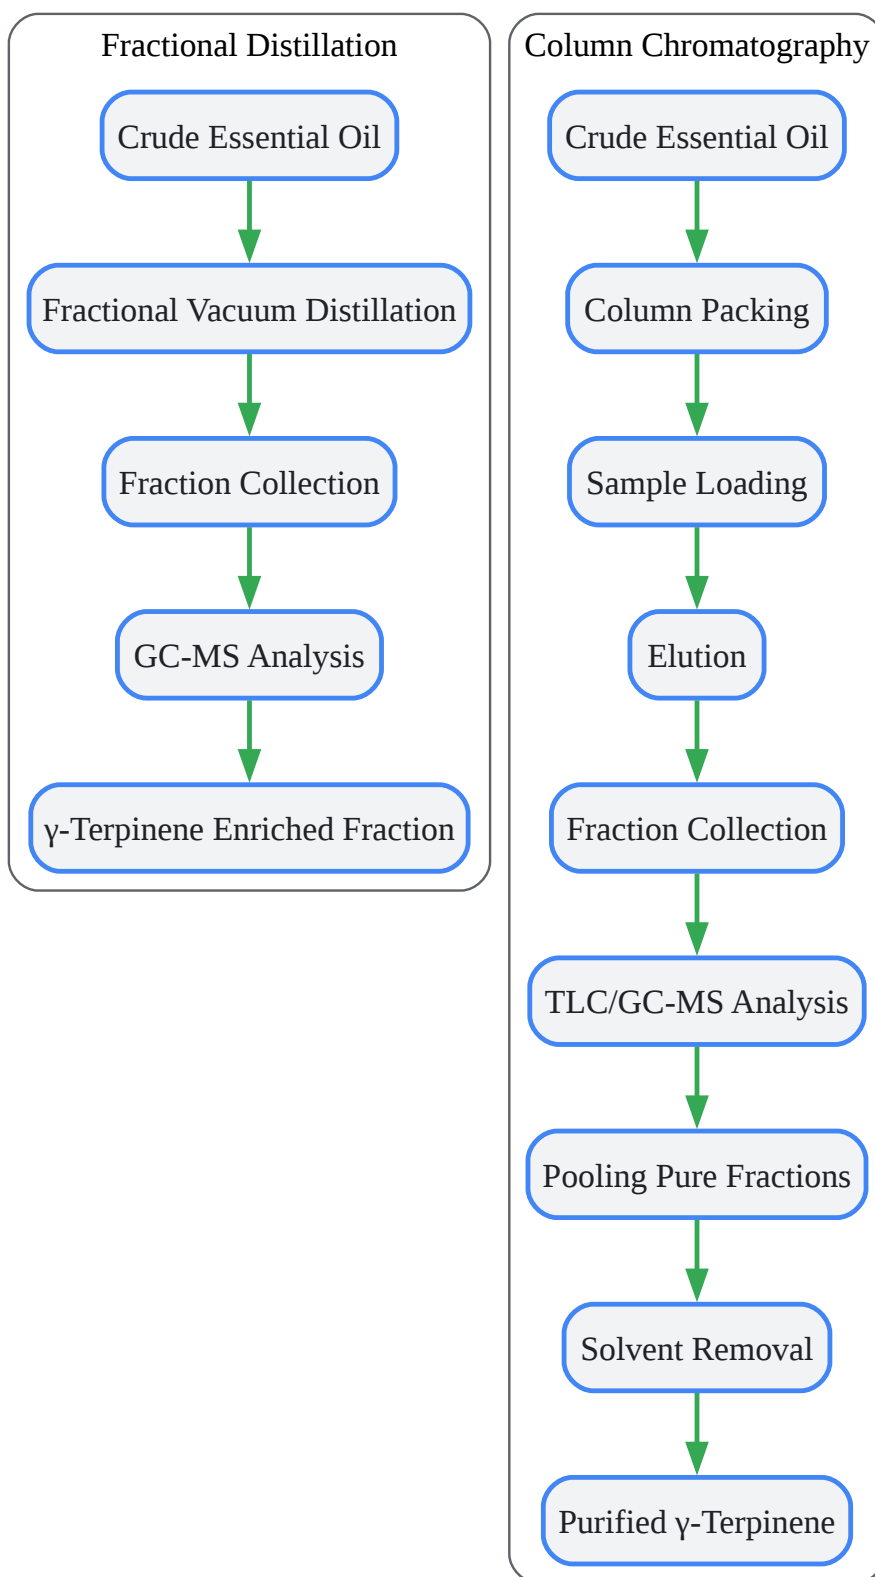 Fractional Distillation
Crude Essential Oil
Fractional Vacuum Distillation
Fraction Collection
GC-MS Analysis
γ-Terpinene Enriched Fraction
Column Chromatography
Crude Essential Oil
Column Packing
Sample Loading
Elution
Fraction Collection
TLC/GC-MS Analysis
Pooling Pure Fractions
Solvent Removal
Purified γ-Terpinene